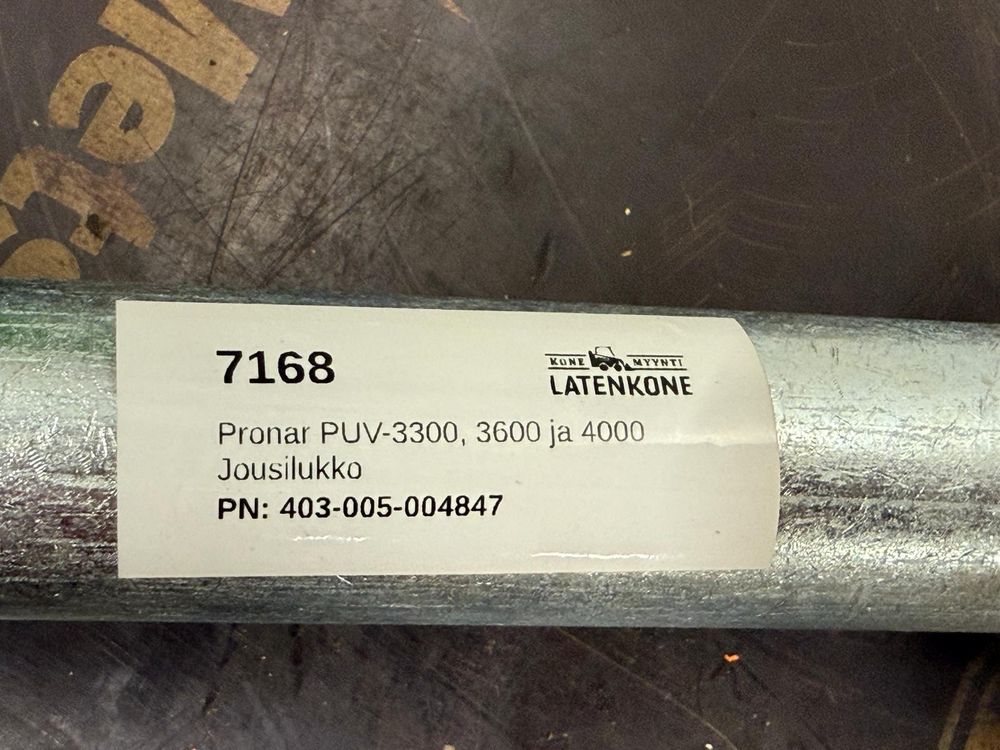 7168
KONE MYYNTI
LATENKONE
Pronar PUV-3300, 3600 ja 4000
Jousilukko
PN: 403-005-004847